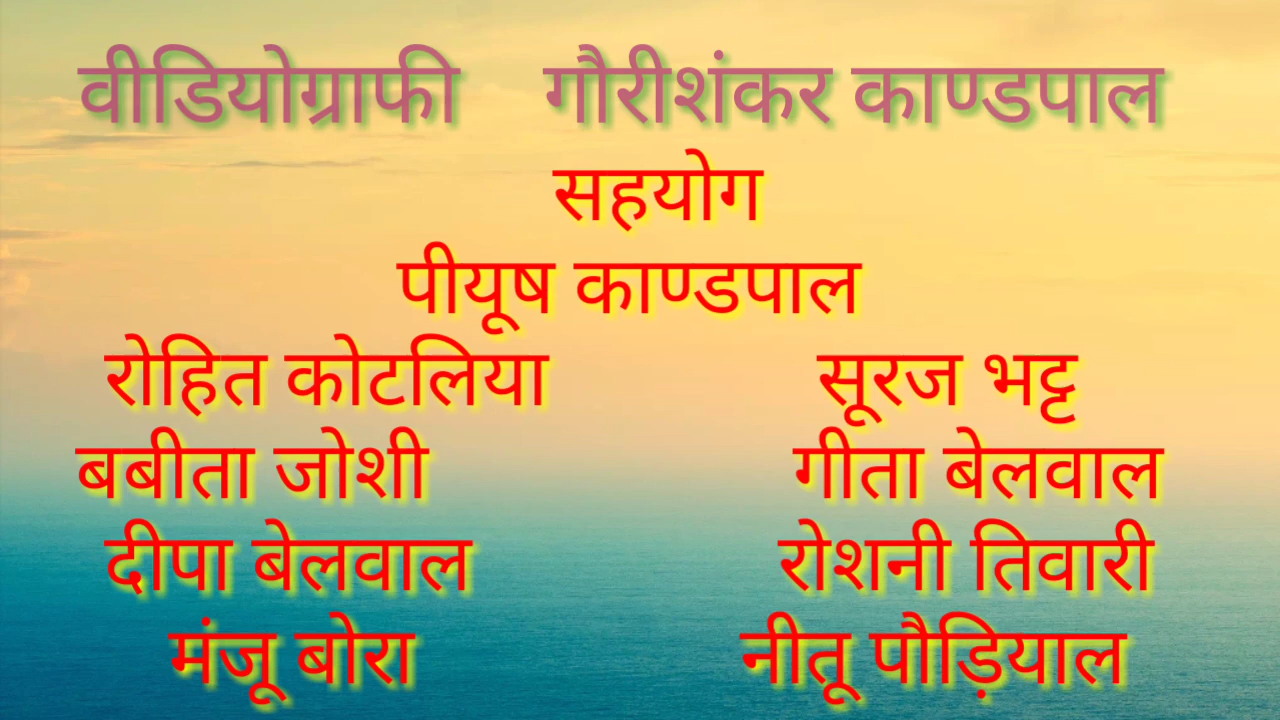 वीडियोग्राफी गौरीशंकर काण्डपाल
सहयोग
पीयूष काण्डपाल
रोहित कोटलिया सूरज भट्ट
बबीता जोशी गीता बेलवाल
दीपा बेलवाल रोशनी तिवारी
मंजू बोरा नीतू पौड़ियाल